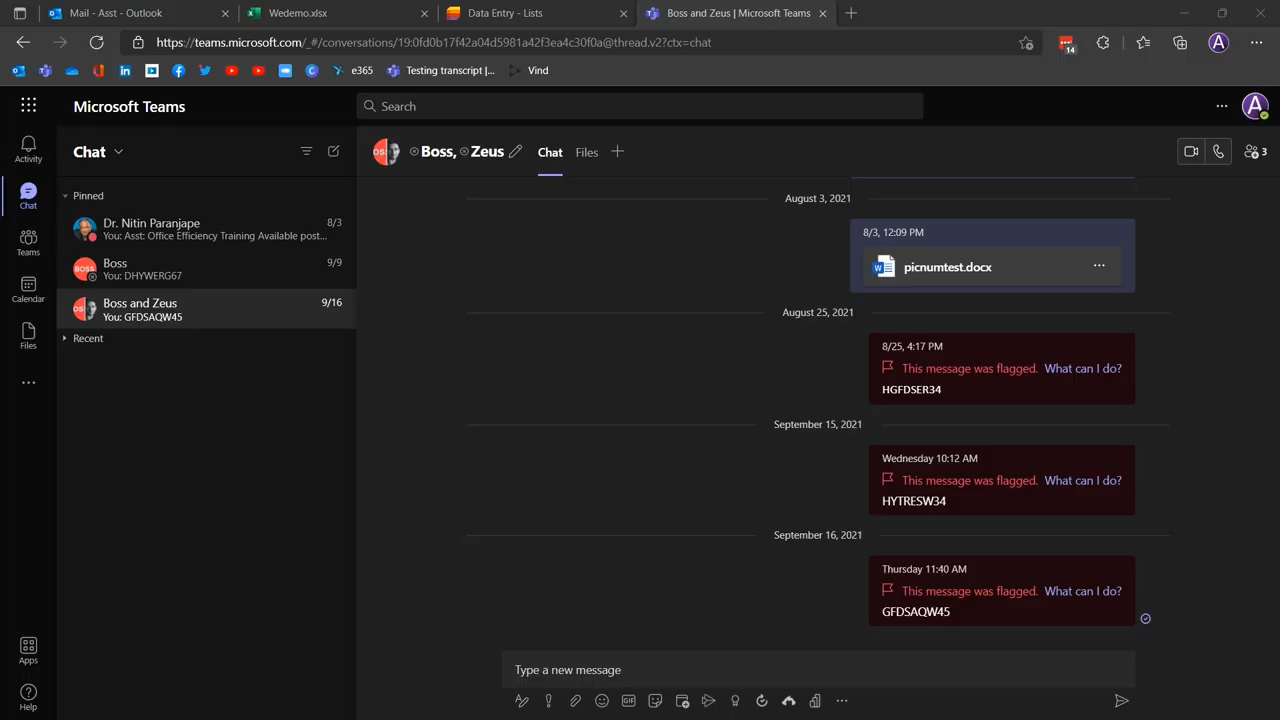 Mail - Asst - Outlook
Wedemo.xlsx
Data Entry - Lists
Boss and Zeus | Microsoft Teams
https://teams.microsoft.com/_#/conversations/19:0fd0b17f42a04d5981a42f3ea4c30f0a@thread.v2?ctx=chat
14
A
e365
Testing transcript |...
Vind
Microsoft Teams
Search
A
Activity
Chat
Teams
Calendar
Files
Apps
Help
Chat
Pinned
Dr. Nitin Paranjape
8/3
You: Asst: Office Efficiency Training Available post...
BOSS
Boss
9/9
You: DHYWERG67
Boss and Zeus
9/16
You: GFDSAQW45
Recent
Boss, Zeus
Chat
Files
3
August 3, 2021
8/3, 12:09 PM
picnumtest.docx
August 25, 2021
8/25, 4:17 PM
This message was flagged. What can I do?
HGFDSER34
September 15, 2021
Wednesday 10:12 AM
This message was flagged. What can I do?
HYTRESW34
September 16, 2021
Thursday 11:40 AM
This message was flagged. What can I do?
GFDSAQW45
Type a new message
GIF